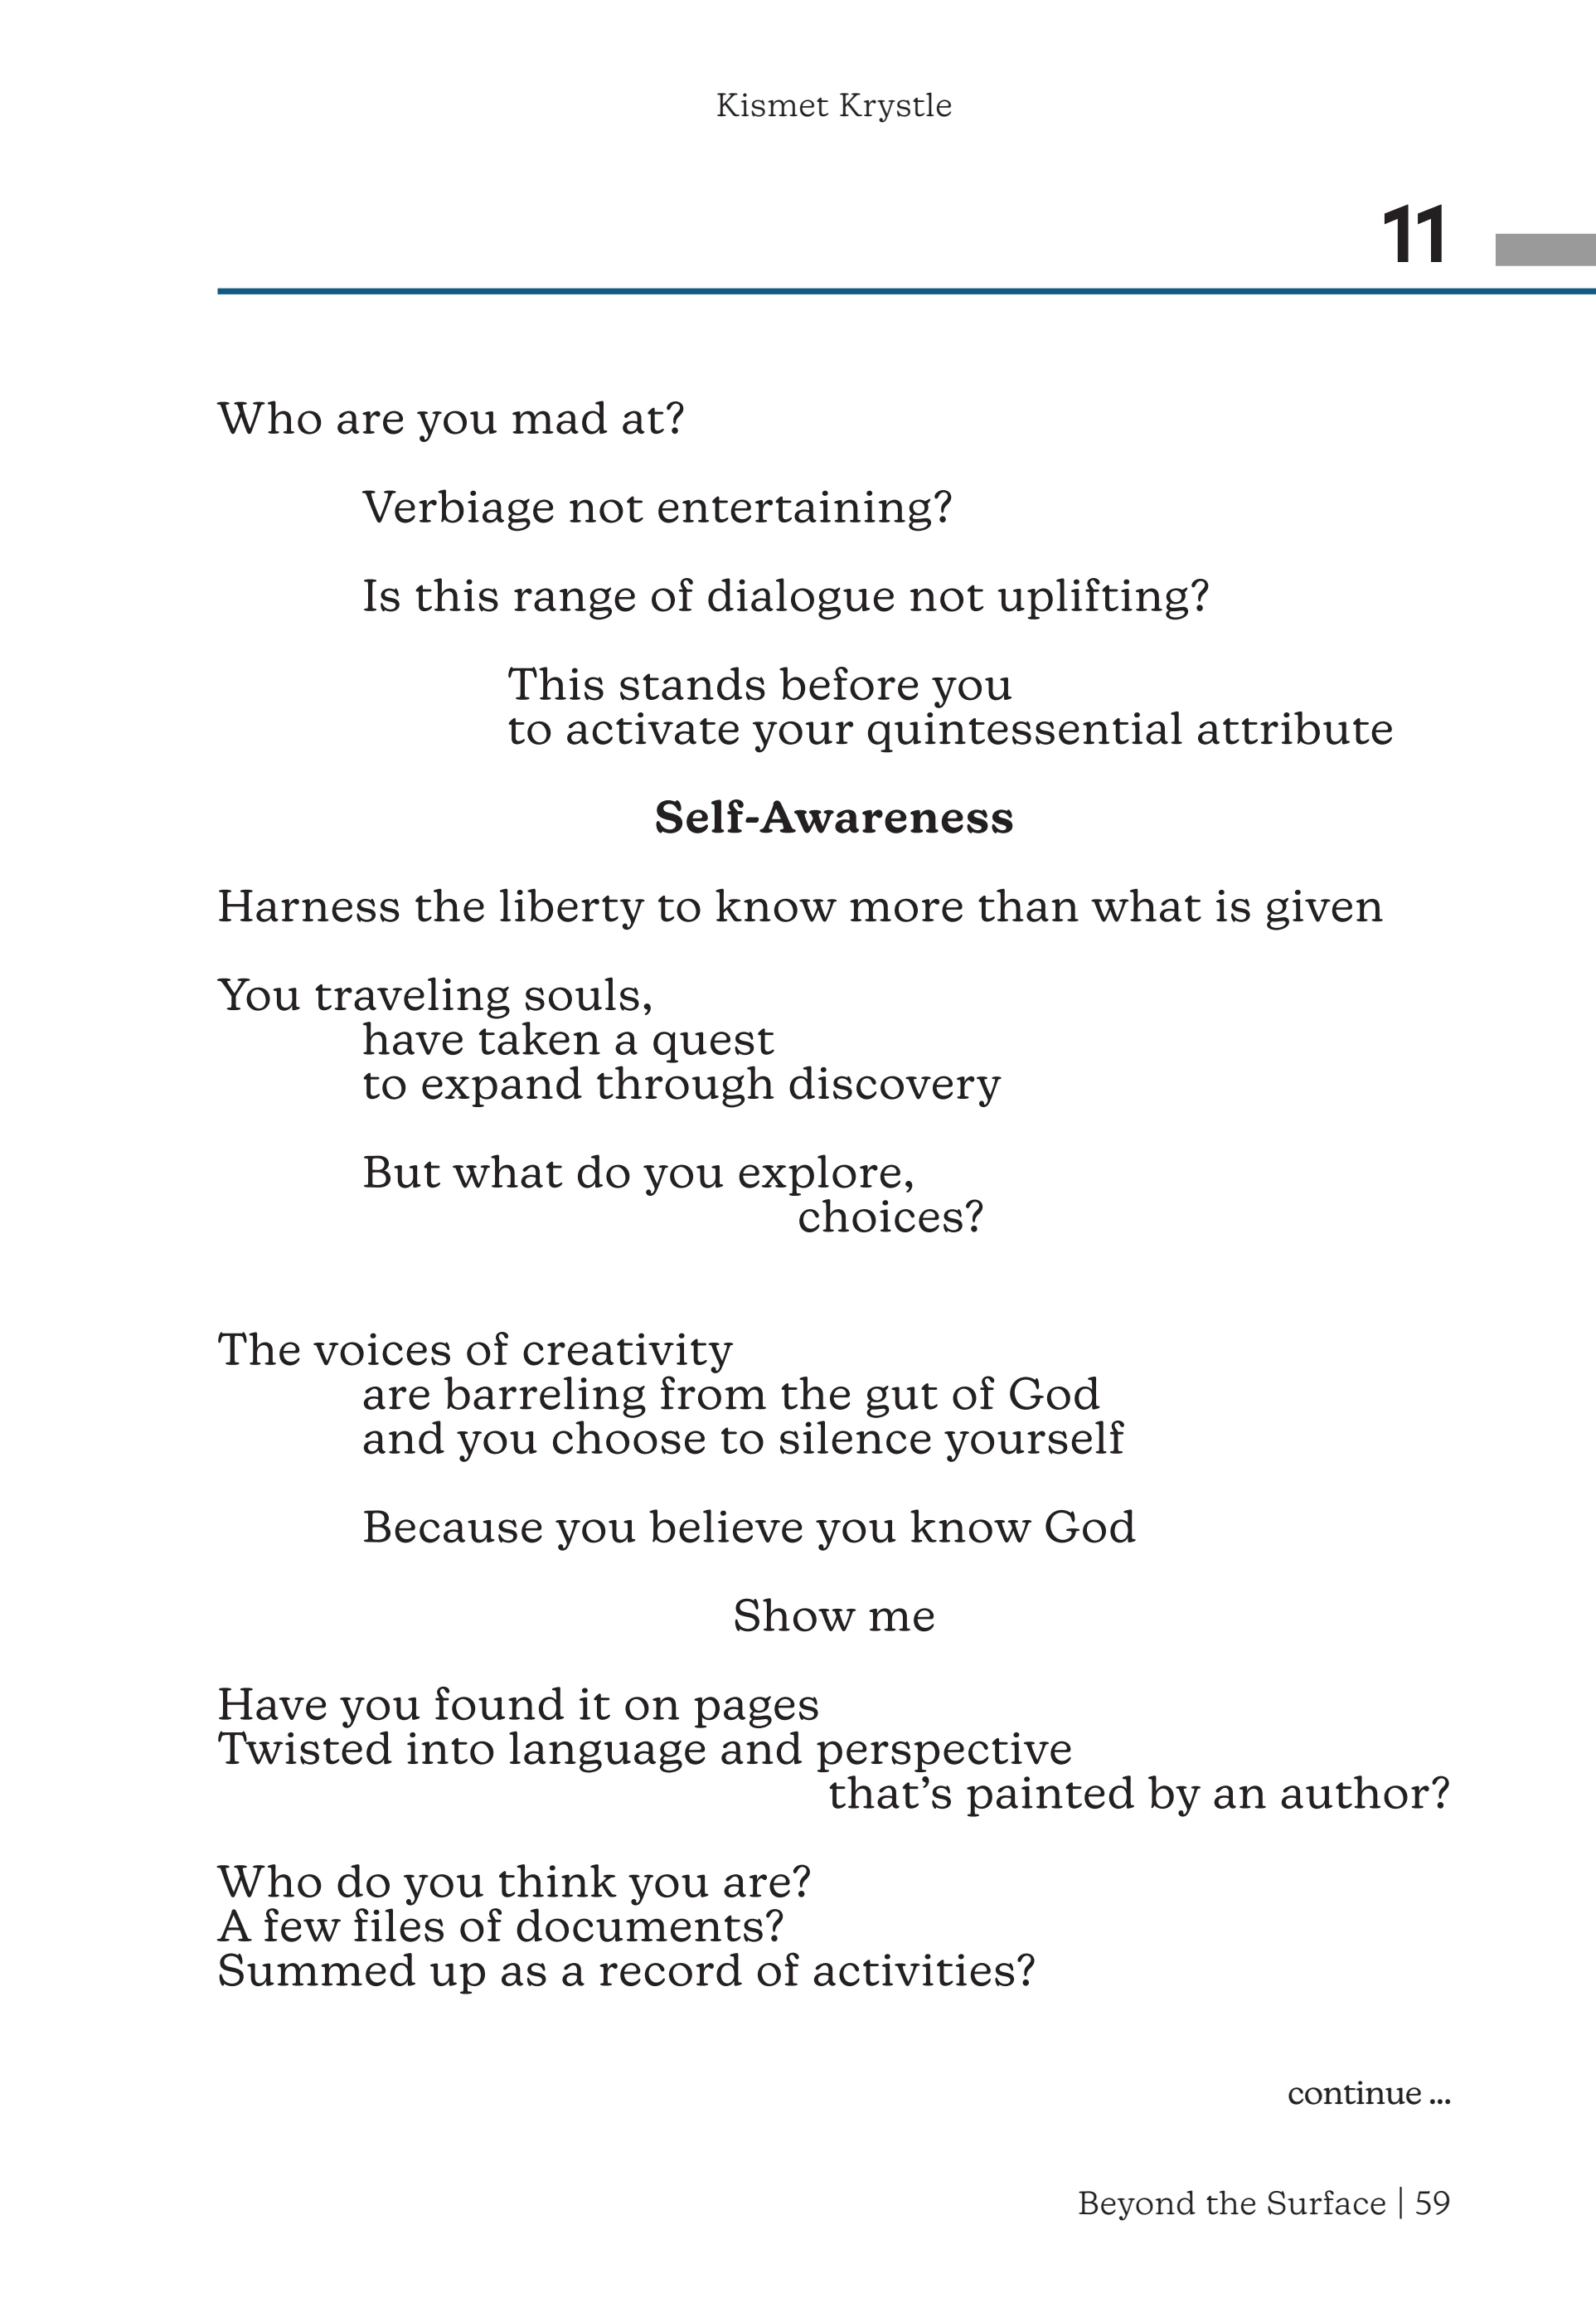 Kismet Krystle
11
Who are you mad at?
Verbiage not entertaining?
Is this range of dialogue not uplifting?
This stands before you
to activate your quintessential attribute
Self-Awareness
Harness the liberty to know more than what is given
You traveling souls,
have taken a quest
to expand through discovery
But what do you explore,
choices?
The voices of creativity
are barreling from the gut of God
and you choose to silence yourself
Because you believe you know God
Show me
Have you found it on pages
Twisted into language and perspective
that’s painted by an author?
Who do you think you are?
A few files of documents?
Summed up as a record of activities?
continue ...
Beyond the Surface | 59